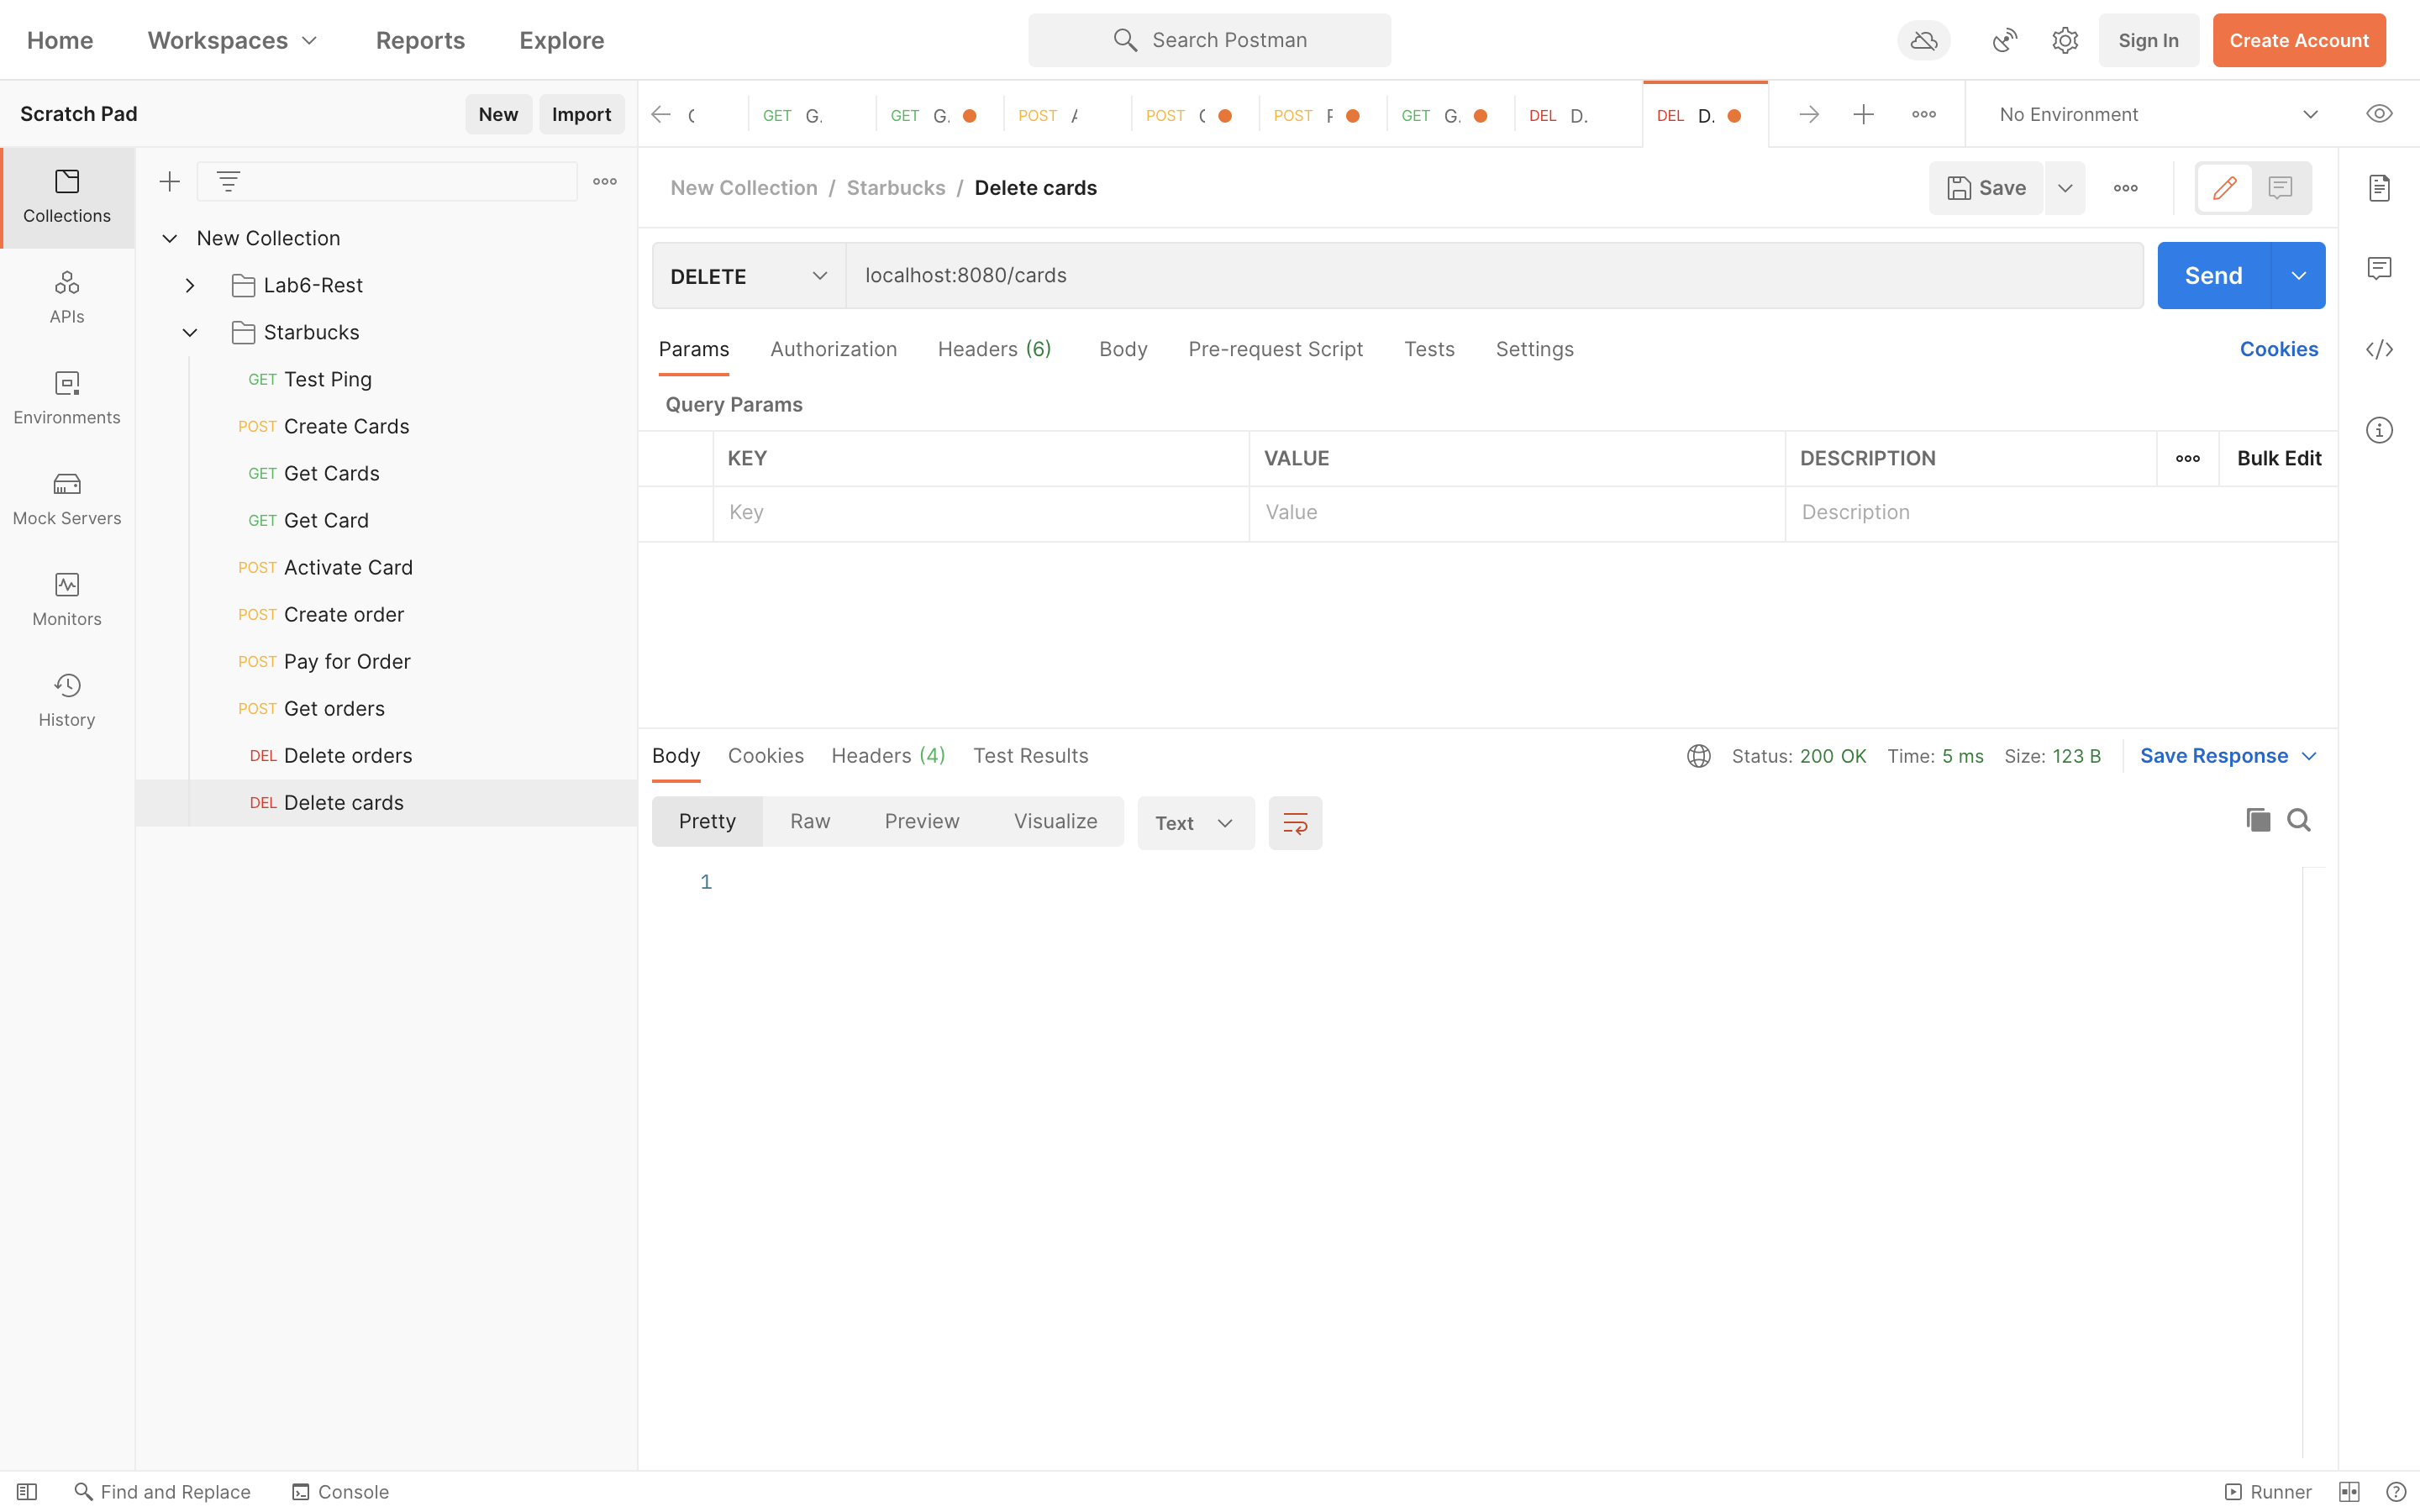 Home Workspaces Reports Explore Search Postman Sign In Create Account
Scratch Pad New Import
GET G. GET G. POST POST POST GET G. DEL D. DEL D. No Environment
Collections
APIs
Environments
Mock Servers
Monitors
History
New Collection
Lab6-Rest
Starbucks
GET Test Ping
POST Create Cards
GET Get Cards
GET Get Card
POST Activate Card
POST Create order
POST Pay for Order
POST Get orders
DEL Delete orders
DEL Delete cards
New Collection / Starbucks / Delete cards Save
DELETE localhost:8080/cards Send
Params Authorization Headers (6) Body Pre-request Script Tests Settings Cookies
Query Params
KEY VALUE DESCRIPTION Bulk Edit
Key Value Description
Body Cookies Headers (4) Test Results Status: 200 OK Time: 5 ms Size: 123 B Save Response
Pretty Raw Preview Visualize Text
1
Find and Replace Console Runner